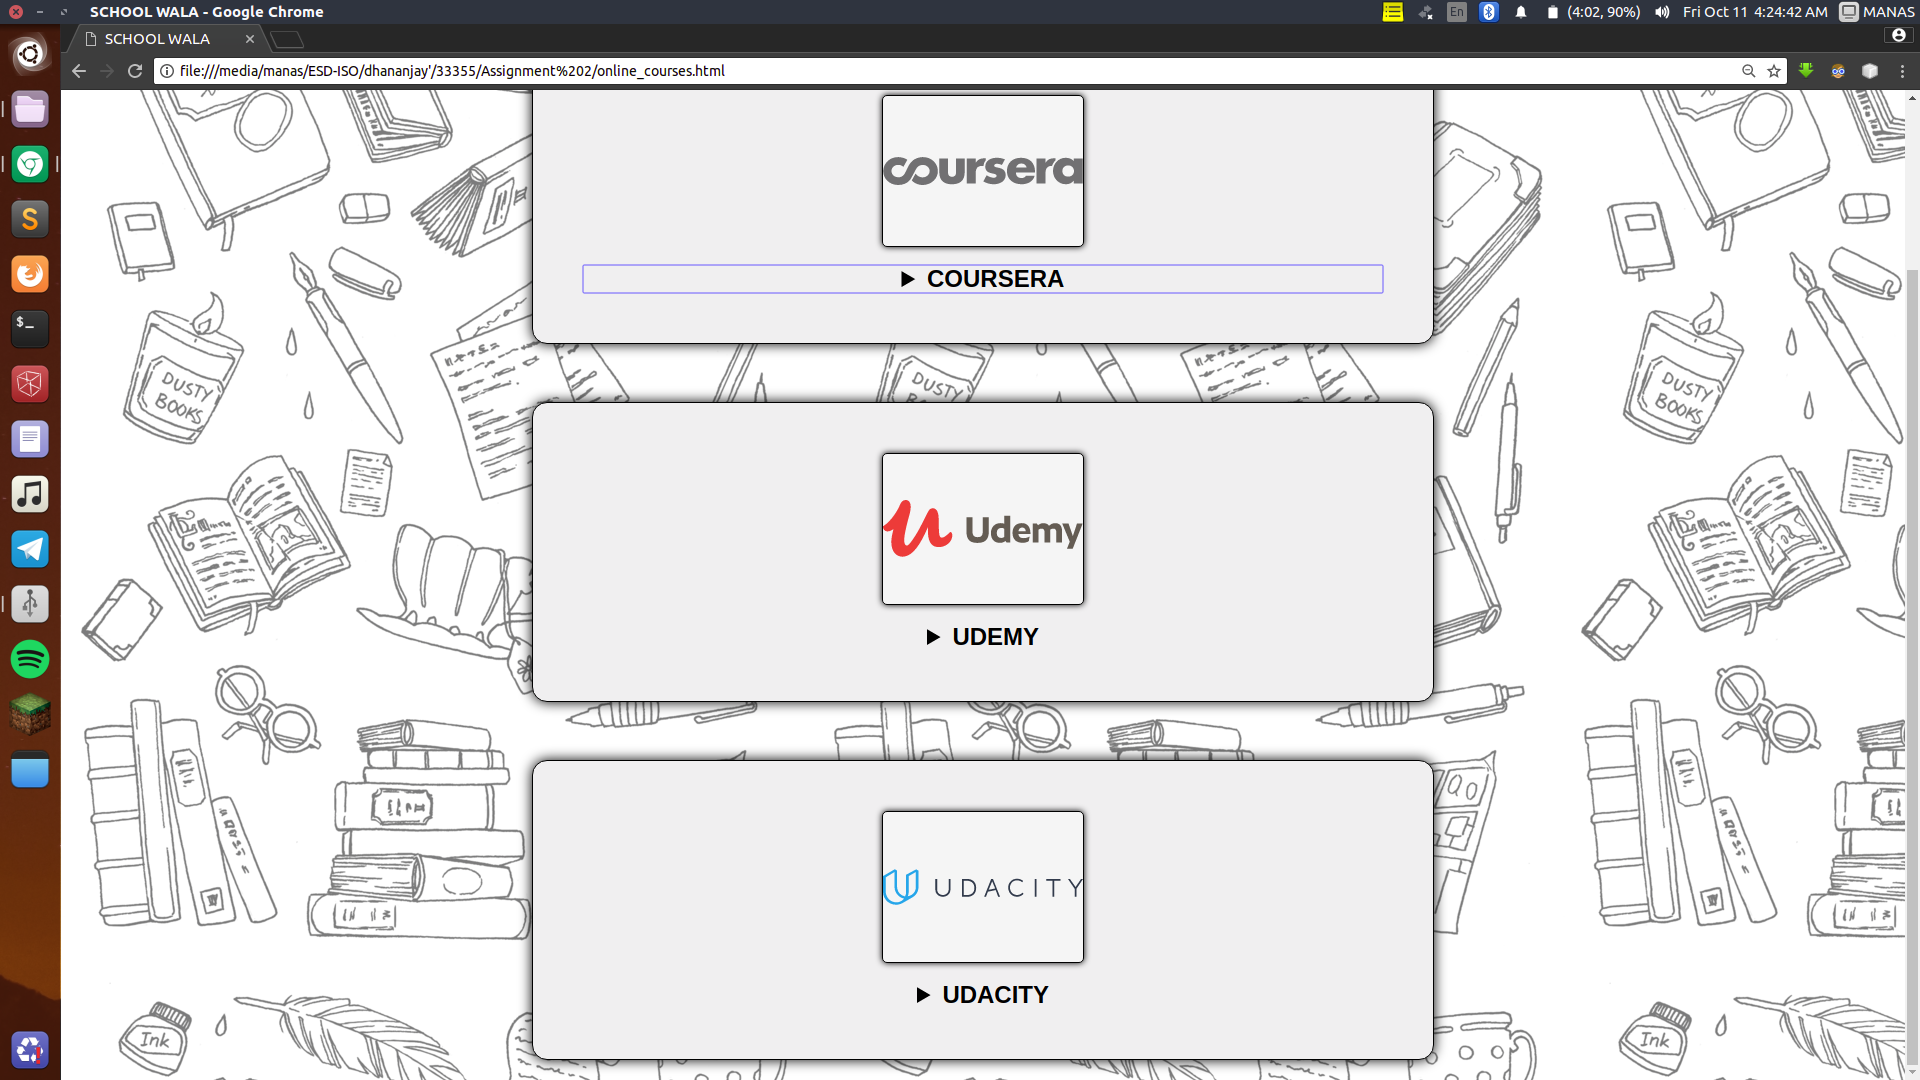 SCHOOL WALA - Google Chrome
En
(4:02, 90%)
Fri Oct 11 4:24:42 AM
MANAS
SCHOOL WALA
file:///media/manas/ESD-ISO/dhananjay'/33355/Assignment%202/online_courses.html
coursera
COURSERA
DUSTY
BOOKS
DUSTY
DUSTY
BOOKS
Udemy
UDEMY
UDACITY
UDACITY
Ink
Ink